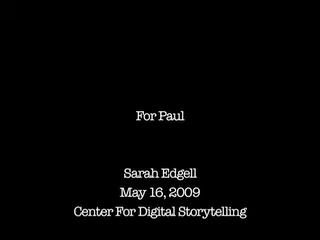 For Paul
Sarah Edgell
May 16, 2009
Center For Digital Storytelling